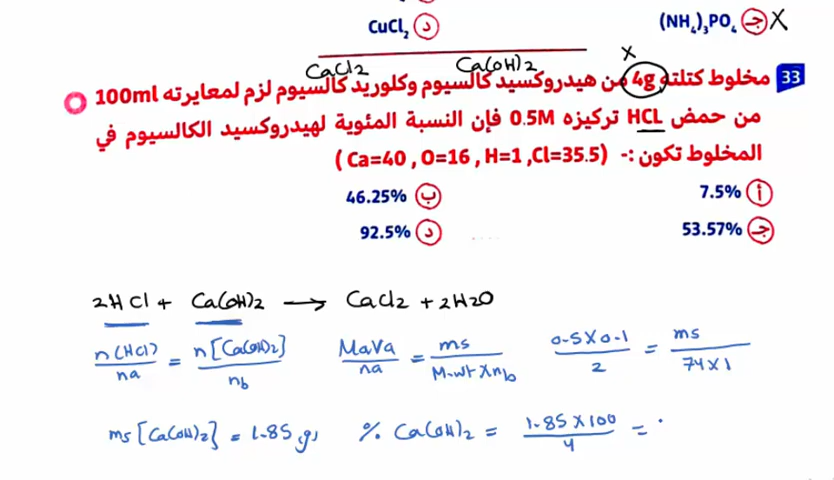 (NH₄)₃PO₄ جـ X
CuCl₂ د
x
CaCl2
Ca(OH)2
33 مخلوط كتلته 4g من هيدروكسيد كالسيوم وكلوريد كالسيوم لزم لمعايرته 100ml
من حمض HCL تركيزه 0.5M فإن النسبة المئوية لهيدروكسيد الكالسيوم في
المخلوط تكون :- (Ca=40 , O=16 , H=1 ,Cl=35.5)
أ 7.5%
ب 46.25%
جـ 53.57%
د 92.5%
2HCl + Ca(OH)2 → CaCl2 + 2H2O
n(HCl)/na = n[Ca(OH)2]/nb
MaVa/na = ms/M.wt×nb
0.5×0.1/2 = ms/74×1
ms[Ca(OH)2] = 1.85 g
% Ca(OH)2 = 1.85×100/4 =